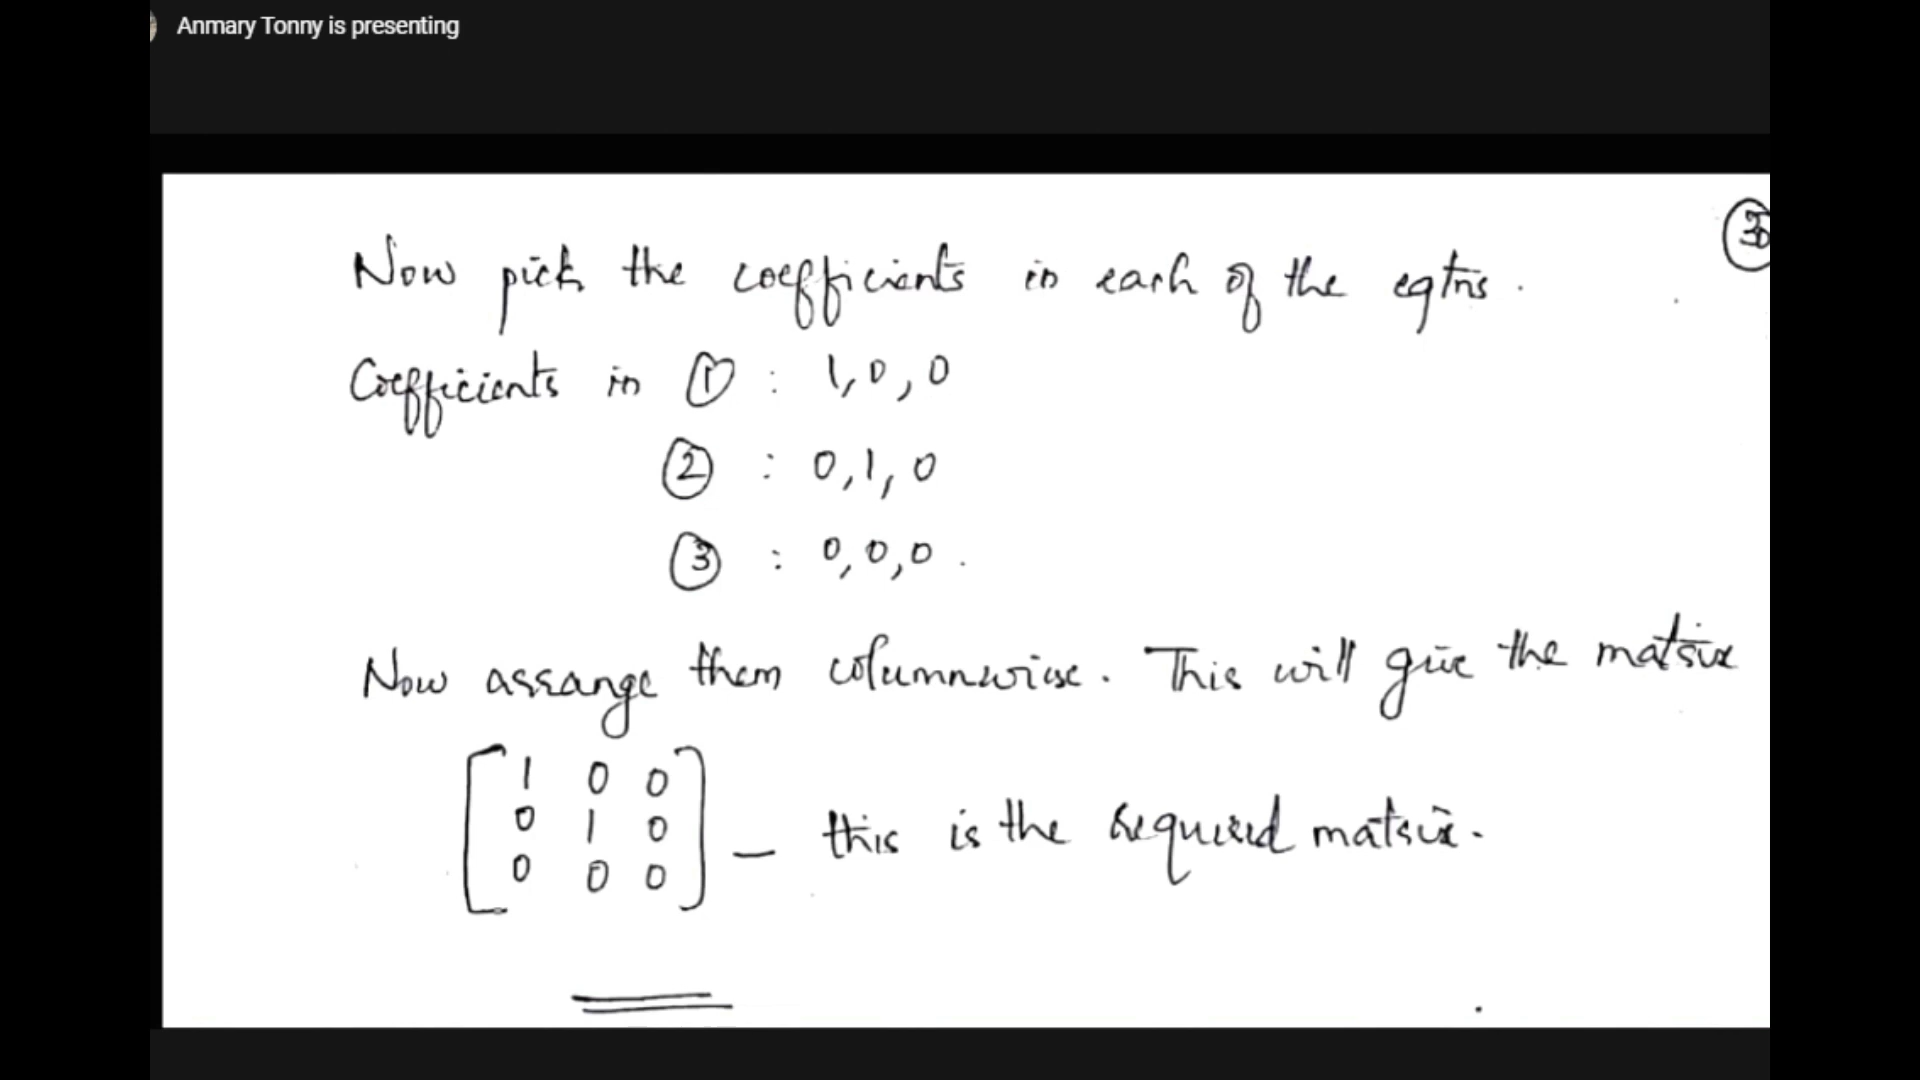 Anmary Tonny is presenting
Now pick the coefficients in each of the eqtns.
Coefficients in ① : 1, 0, 0
② : 0, 1, 0
③ : 0, 0, 0.
Now arrange them columnwise. This will give the matrix
1 0 0
0 1 0 — this is the required matrix.
0 0 0